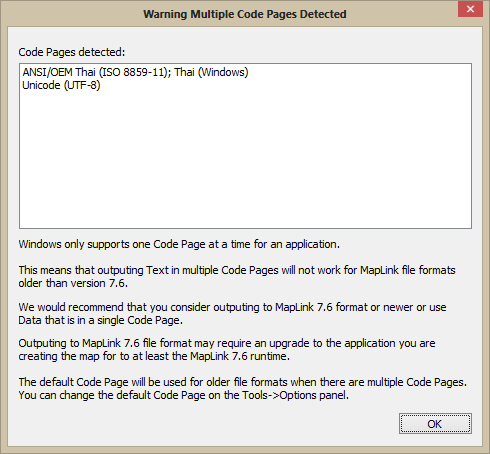 Warning Multiple Code Pages Detected
Code Pages detected:
ANSI/OEM Thai (ISO 8859-11); Thai (Windows)
Unicode (UTF-8)
Windows only supports one Code Page at a time for an application.
This means that outputing Text in multiple Code Pages will not work for MapLink file formats
older than version 7.6.
We would recommend that you consider outputing to MapLink 7.6 format or newer or use
Data that is in a single Code Page.
Outputing to MapLink 7.6 file format may require an upgrade to the application you are
creating the map for to at least the MapLink 7.6 runtime.
The default Code Page will be used for older file formats when there are multiple Code Pages.
You can change the default Code Page on the Tools->Options panel.
OK